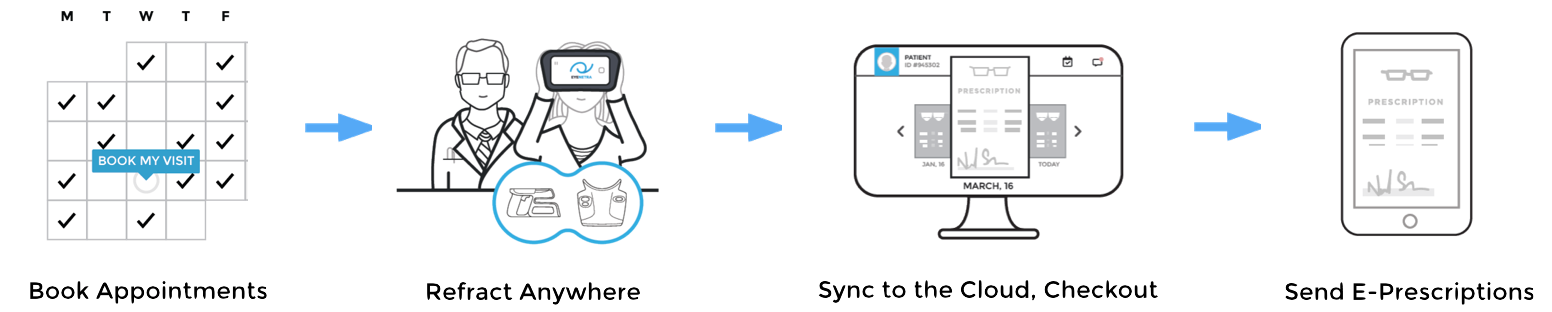 M T W T F
BOOK MY VISIT
EYEMETRA
PATIENT
ID #945302
PRESCRIPTION
JAN, 16
TODAY
MARCH, 16
PRESCRIPTION
Book Appointments
Refract Anywhere
Sync to the Cloud, Checkout
Send E-Prescriptions